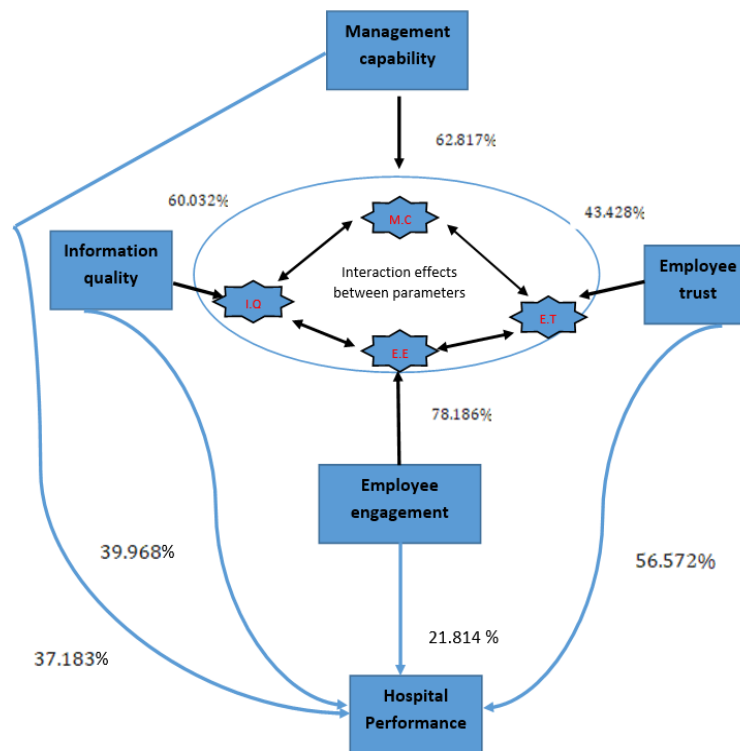 Management
capability
62.817%
60.032%
43.428%
M.C
Information
quality
Interaction effects
between parameters
Employee
trust
I.Q
E.T
E.E
78.186%
Employee
engagement
39.968%
56.572%
21.814 %
37.183%
Hospital
Performance